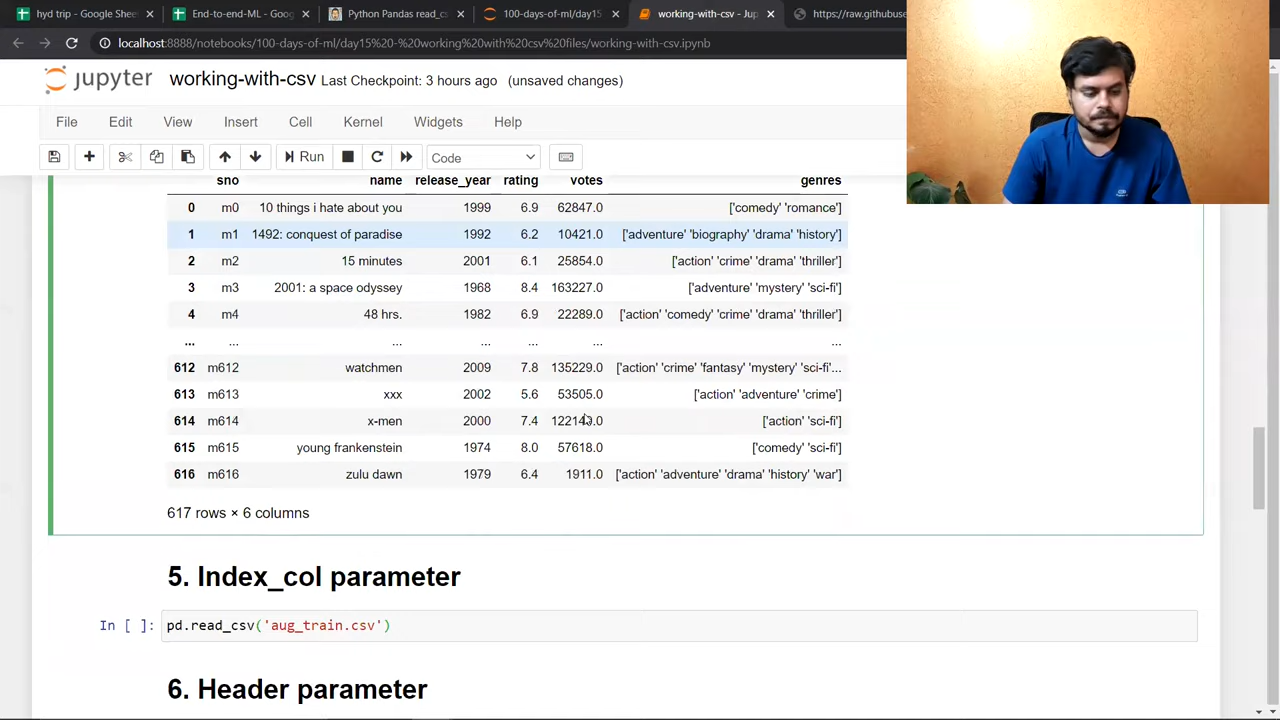 hyd trip - Google Shee
End-to-end-ML - Goog
Python Pandas read_c
100-days-of-ml/day15
working-with-csv - Jup
https://raw.githubuse
localhost:8888/notebooks/100-days-of-ml/day15%20-%20working%20with%20csv%20files/working-with-csv.ipynb
jupyter working-with-csv Last Checkpoint: 3 hours ago (unsaved changes)
File Edit View Insert Cell Kernel Widgets Help
Run Code
sno name release_year rating votes genres
0 m0 10 things i hate about you 1999 6.9 62847.0 ['comedy' 'romance']
1 m1 1492: conquest of paradise 1992 6.2 10421.0 ['adventure' 'biography' 'drama' 'history']
2 m2 15 minutes 2001 6.1 25854.0 ['action' 'crime' 'drama' 'thriller']
3 m3 2001: a space odyssey 1968 8.4 163227.0 ['adventure' 'mystery' 'sci-fi']
4 m4 48 hrs. 1982 6.9 22289.0 ['action' 'comedy' 'crime' 'drama' 'thriller']
... ... ... ... ... ... ...
612 m612 watchmen 2009 7.8 135229.0 ['action' 'crime' 'fantasy' 'mystery' 'sci-fi'...
613 m613 xxx 2002 5.6 53505.0 ['action' 'adventure' 'crime']
614 m614 x-men 2000 7.4 ['action' 'sci-fi']
615 m615 young frankenstein 1974 8.0 57618.0 ['comedy' 'sci-fi']
616 m616 zulu dawn 1979 6.4 1911.0 ['action' 'adventure' 'drama' 'history' 'war']
617 rows × 6 columns
5. Index_col parameter
In [ ]: pd.read_csv('aug_train.csv')
6. Header parameter